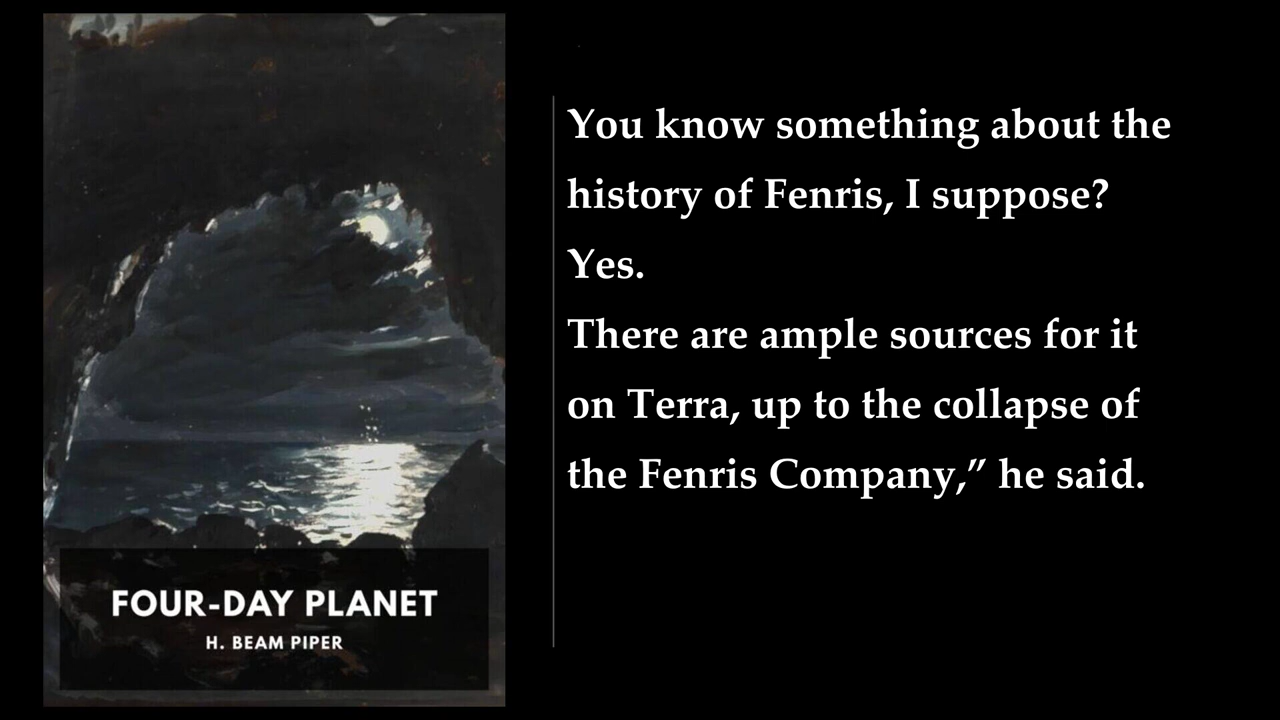 FOUR-DAY PLANET
H. BEAM PIPER
You know something about the
history of Fenris, I suppose?
Yes.
There are ample sources for it
on Terra, up to the collapse of
the Fenris Company,” he said.